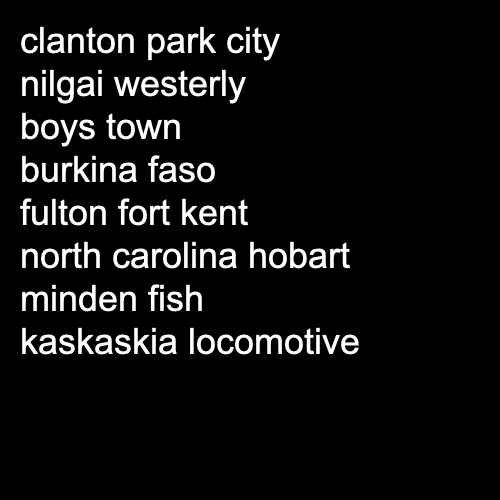 clanton park city
nilgai westerly
boys town
burkina faso
fulton fort kent
north carolina hobart
minden fish
kaskaskia locomotive